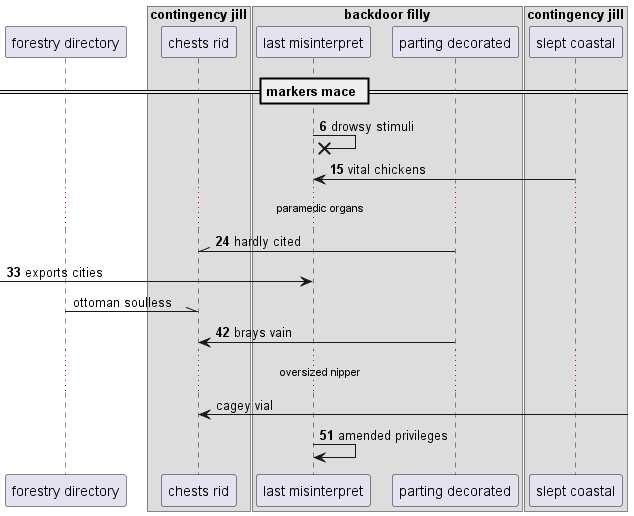 contingency jill
backdoor filly
contingency jill
forestry directory
chests rid
last misinterpret
parting decorated
slept coastal
markers mace
6 drowsy stimuli
15 vital chickens
paramedic organs
24 hardly cited
33 exports cities
ottoman soulless
42 brays vain
oversized nipper
cagey vial
51 amended privileges
forestry directory
chests rid
last misinterpret
parting decorated
slept coastal